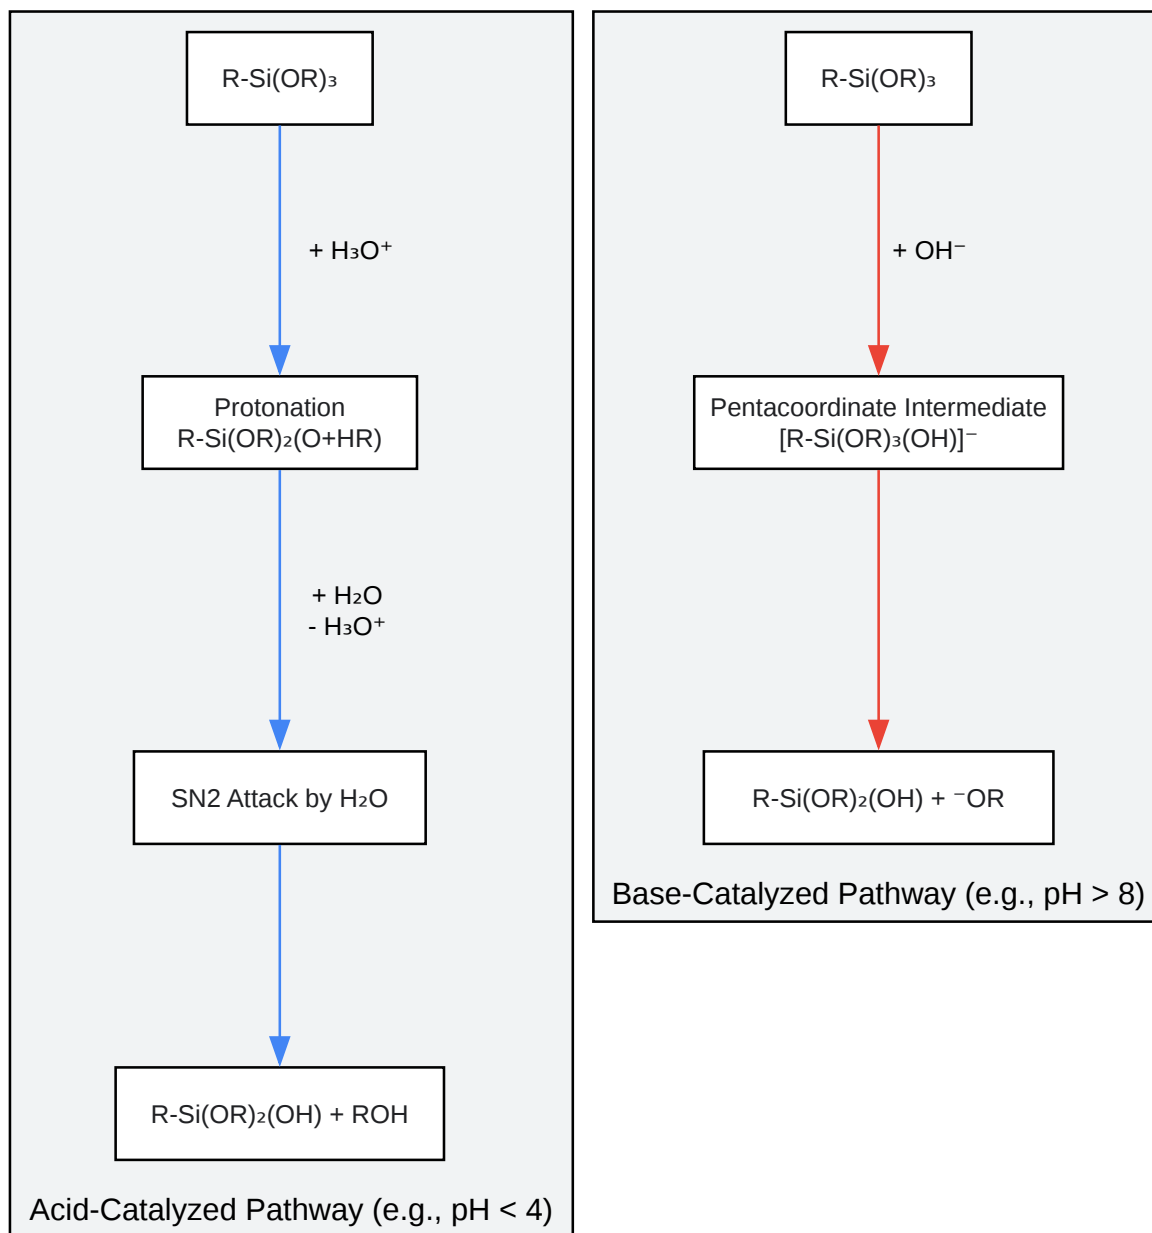 R-Si(OR)₃
+ H₃O⁺
Protonation
R-Si(OR)₂(O+HR)
+ H₂O
- H₃O⁺
SN2 Attack by H₂O
R-Si(OR)₂(OH) + ROH
Acid-Catalyzed Pathway (e.g., pH < 4)
R-Si(OR)₃
+ OH⁻
Pentacoordinate Intermediate
[R-Si(OR)₃(OH)]⁻
R-Si(OR)₂(OH) + ⁻OR
Base-Catalyzed Pathway (e.g., pH > 8)